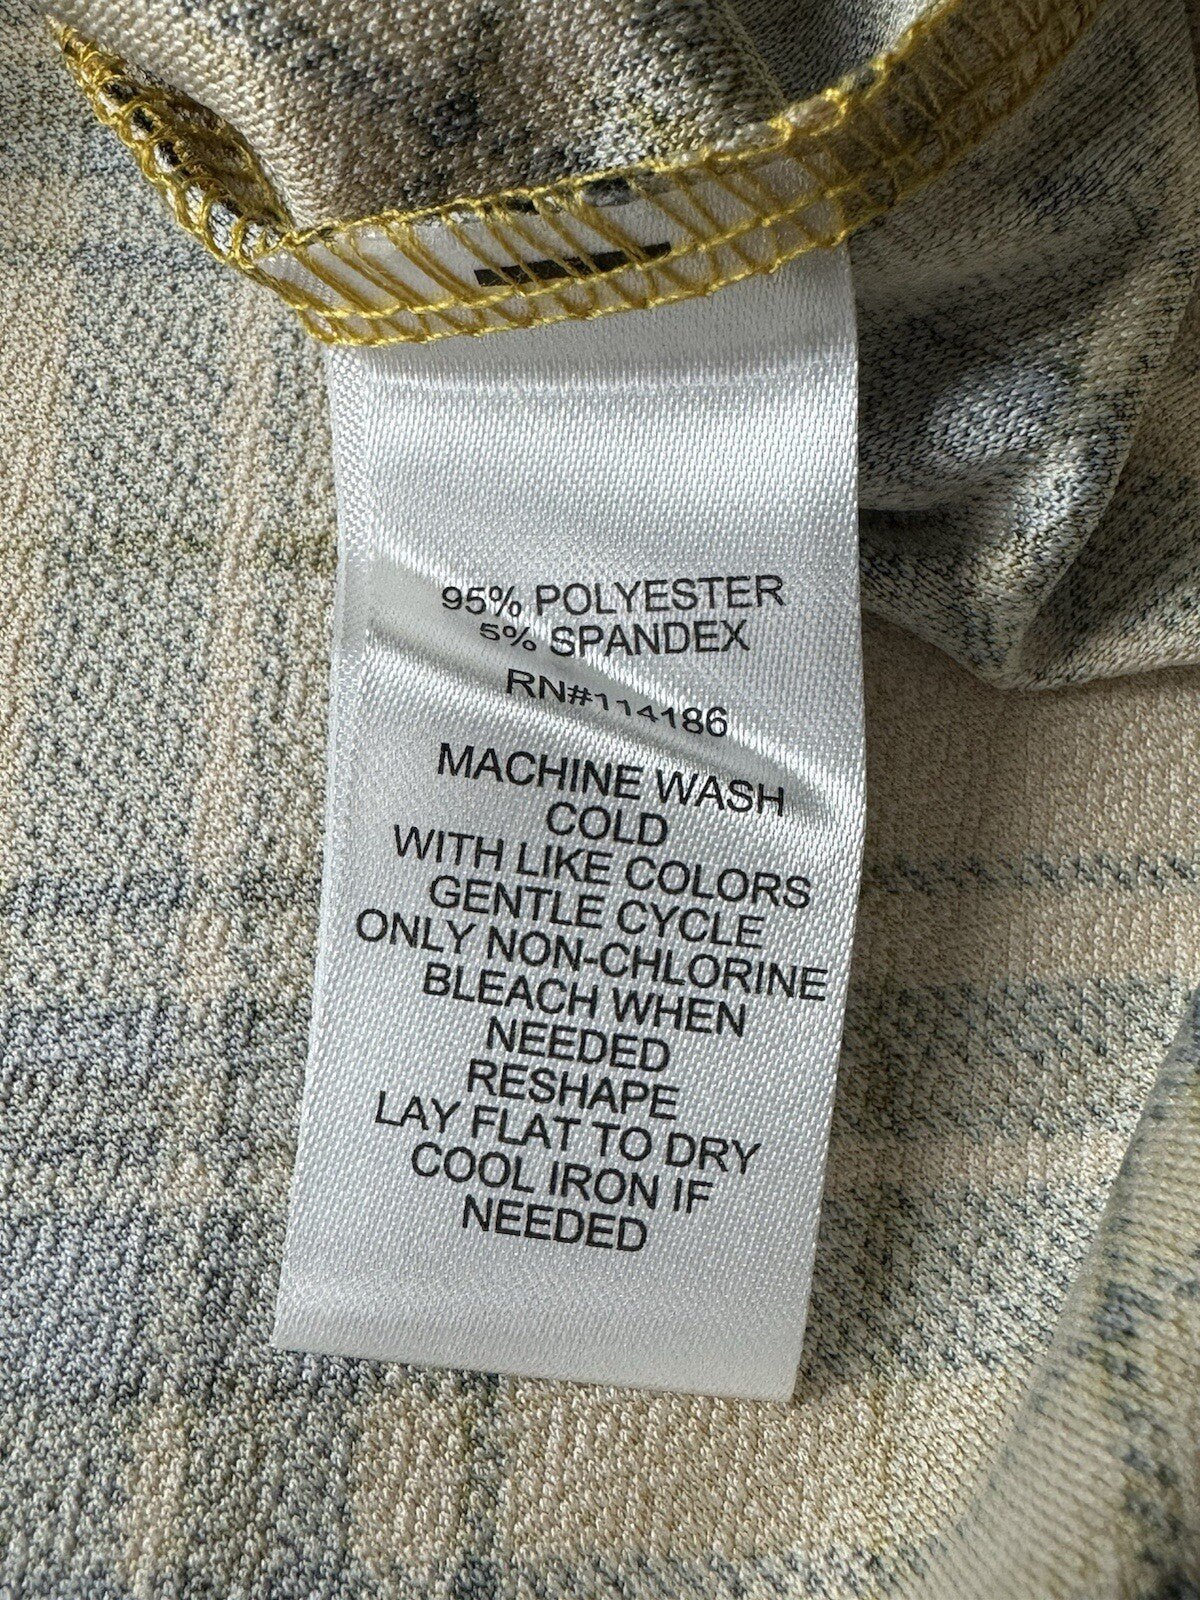 95% POLYESTER
5% SPANDEX
RN#114186
MACHINE WASH
COLD
WITH LIKE COLORS
GENTLE CYCLE
ONLY NON-CHLORINE
BLEACH WHEN
NEEDED
RESHAPE
LAY FLAT TO DRY
COOL IRON IF
NEEDED